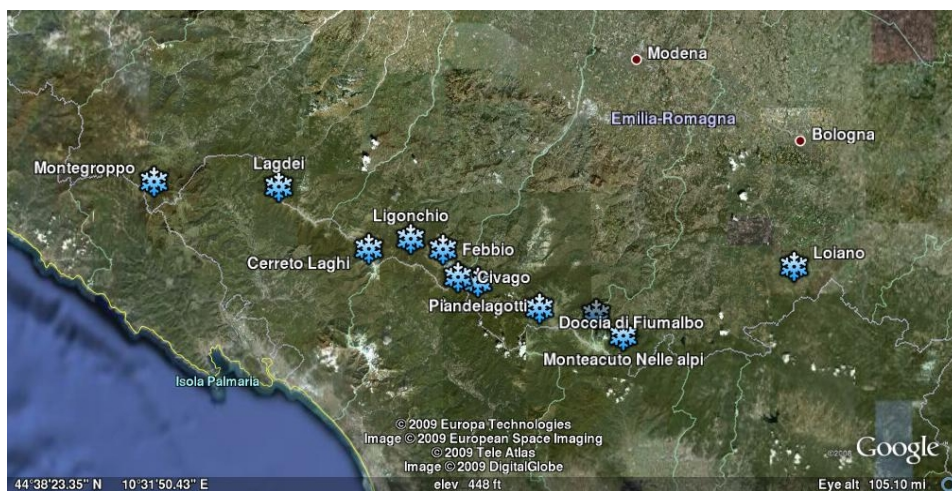 Modena
Emilia-Romagna
Bologna
Montegroppo
Lagdei
Ligonchio
Febbio
Cerreto Laghi
Loiano
Civago
Piandelagotti
Doccia di Fiumalbo
Monteacuto Nelle alpi
Isola Palmaria
© 2009 Europa Technologies
Image © 2009 European Space Imaging
© 2009 Tele Atlas
Image © 2009 DigitalGlobe
©2008 Google
44°38'23.35" N 10°31'50.43" E elev 448 ft Eye alt 105.10 mi